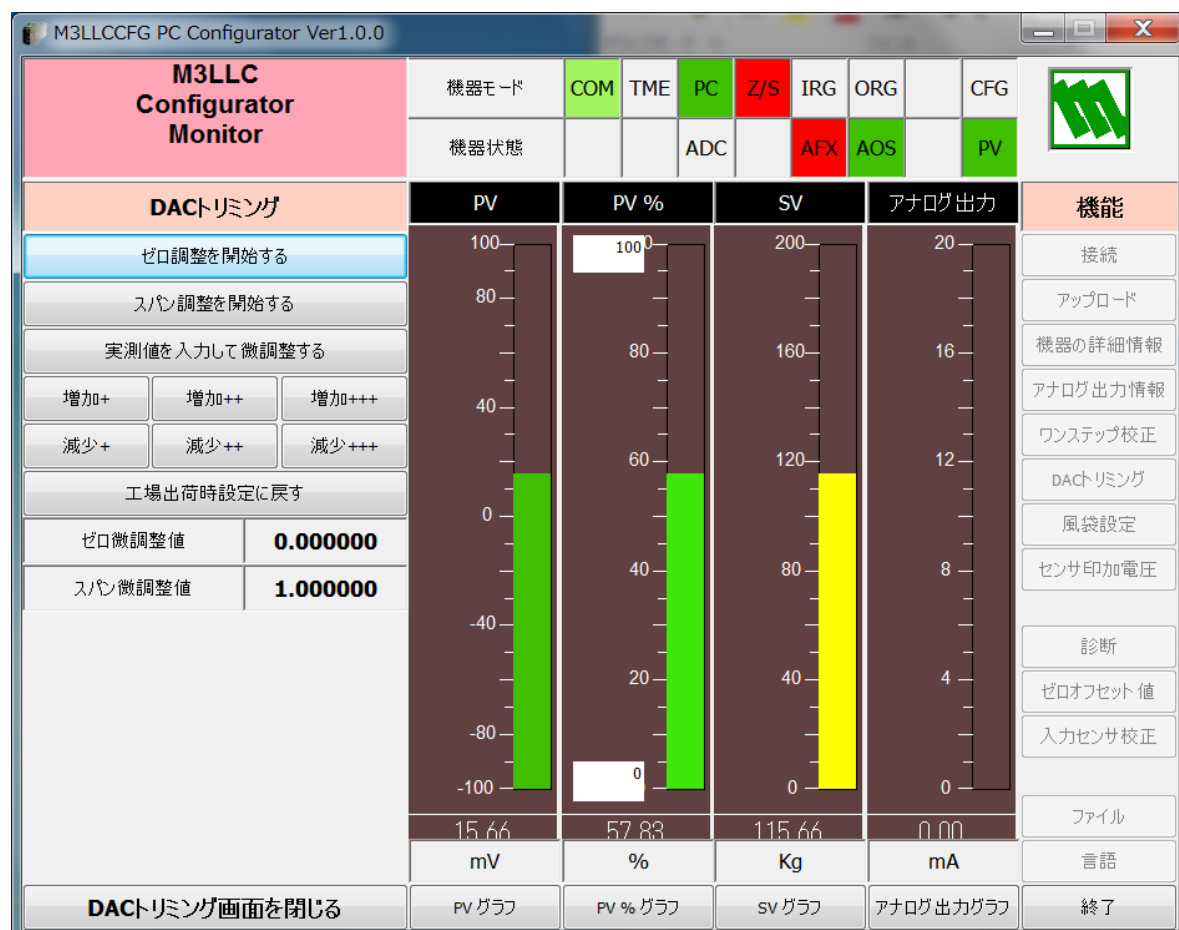 M3LLCCFG PC Configurator Ver1.0.0
M3LLC
Configurator
Monitor
機器モード COM TME PC Z/S IRG ORG CFG
機器状態 ADC AFX AOS PV
DACトリミング PV PV % SV アナログ出力 機能
ゼロ調整を開始する
スパン調整を開始する
実測値を入力して微調整する
増加+ 増加++ 増加+++
減少+ 減少++ 減少+++
工場出荷時設定に戻す
ゼロ微調整値 0.000000
スパン微調整値 1.000000
100
80
40
0
-40
-80
-100
100
80
60
40
20
0
200
160
120
80
40
0
20
16
12
8
4
0
15.66 57.83 115.66 0.00
mV % Kg mA
DACトリミング画面を閉じる PV グラフ PV % グラフ SV グラフ アナログ出力グラフ
接続
アップロード
機器の詳細情報
アナログ出力情報
ワンステップ校正
DACトリミング
風袋設定
センサ印加電圧
診断
ゼロオフセット値
入力センサ校正
ファイル
言語
終了